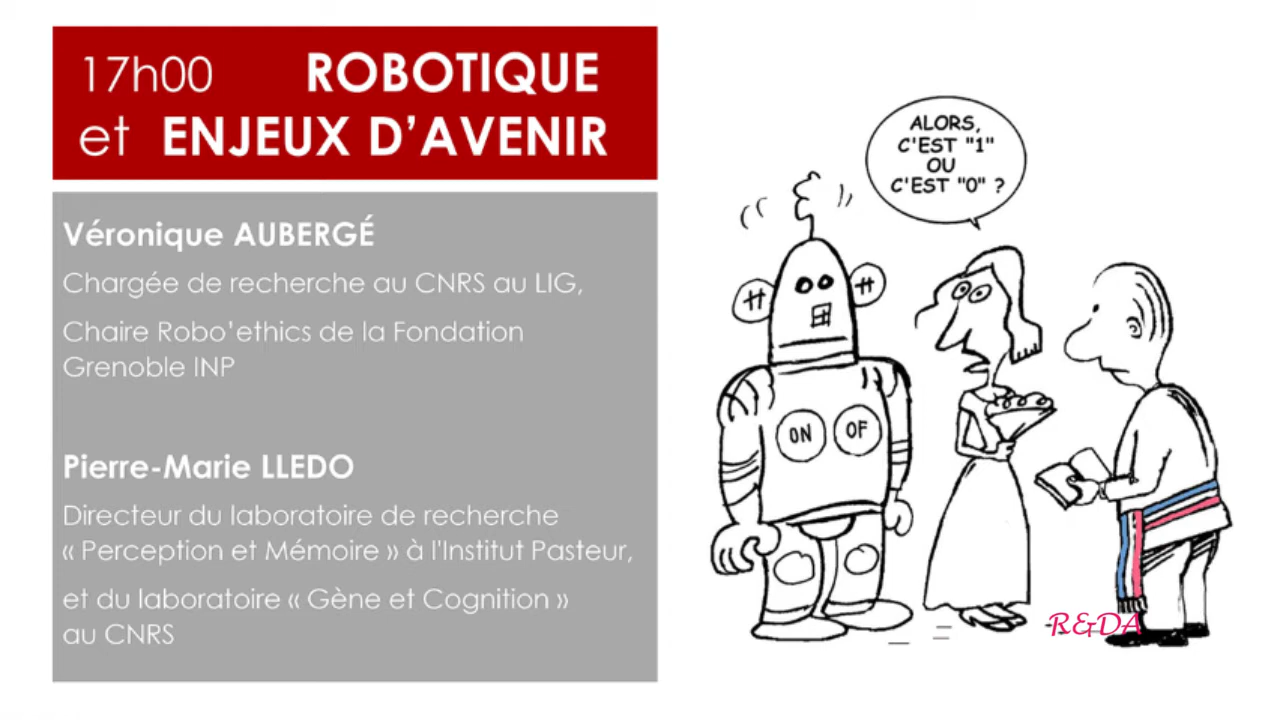 17h00 ROBOTIQUE
et ENJEUX D’AVENIR
Véronique AUBERGÉ
Chargée de recherche au CNRS au LIG,
Chaire Robo’ethics de la Fondation
Grenoble INP
Pierre-Marie LLEDO
Directeur du laboratoire de recherche
« Perception et Mémoire » à l'Institut Pasteur,
et du laboratoire « Gène et Cognition »
au CNRS
ALORS,
C'EST "1"
OU
C'EST "0" ?
ON OF
R&DA